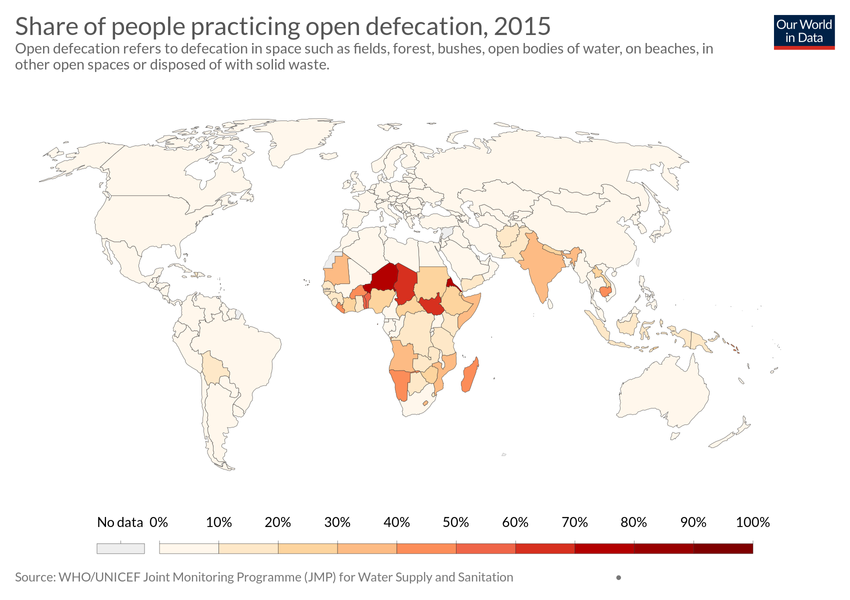 Share of people practicing open defecation, 2015
Our World
in Data
Open defecation refers to defecation in space such as fields, forest, bushes, open bodies of water, on beaches, in
other open spaces or disposed of with solid waste.
No data 0% 10% 20% 30% 40% 50% 60% 70% 80% 90% 100%
Source: WHO/UNICEF Joint Monitoring Programme (JMP) for Water Supply and Sanitation